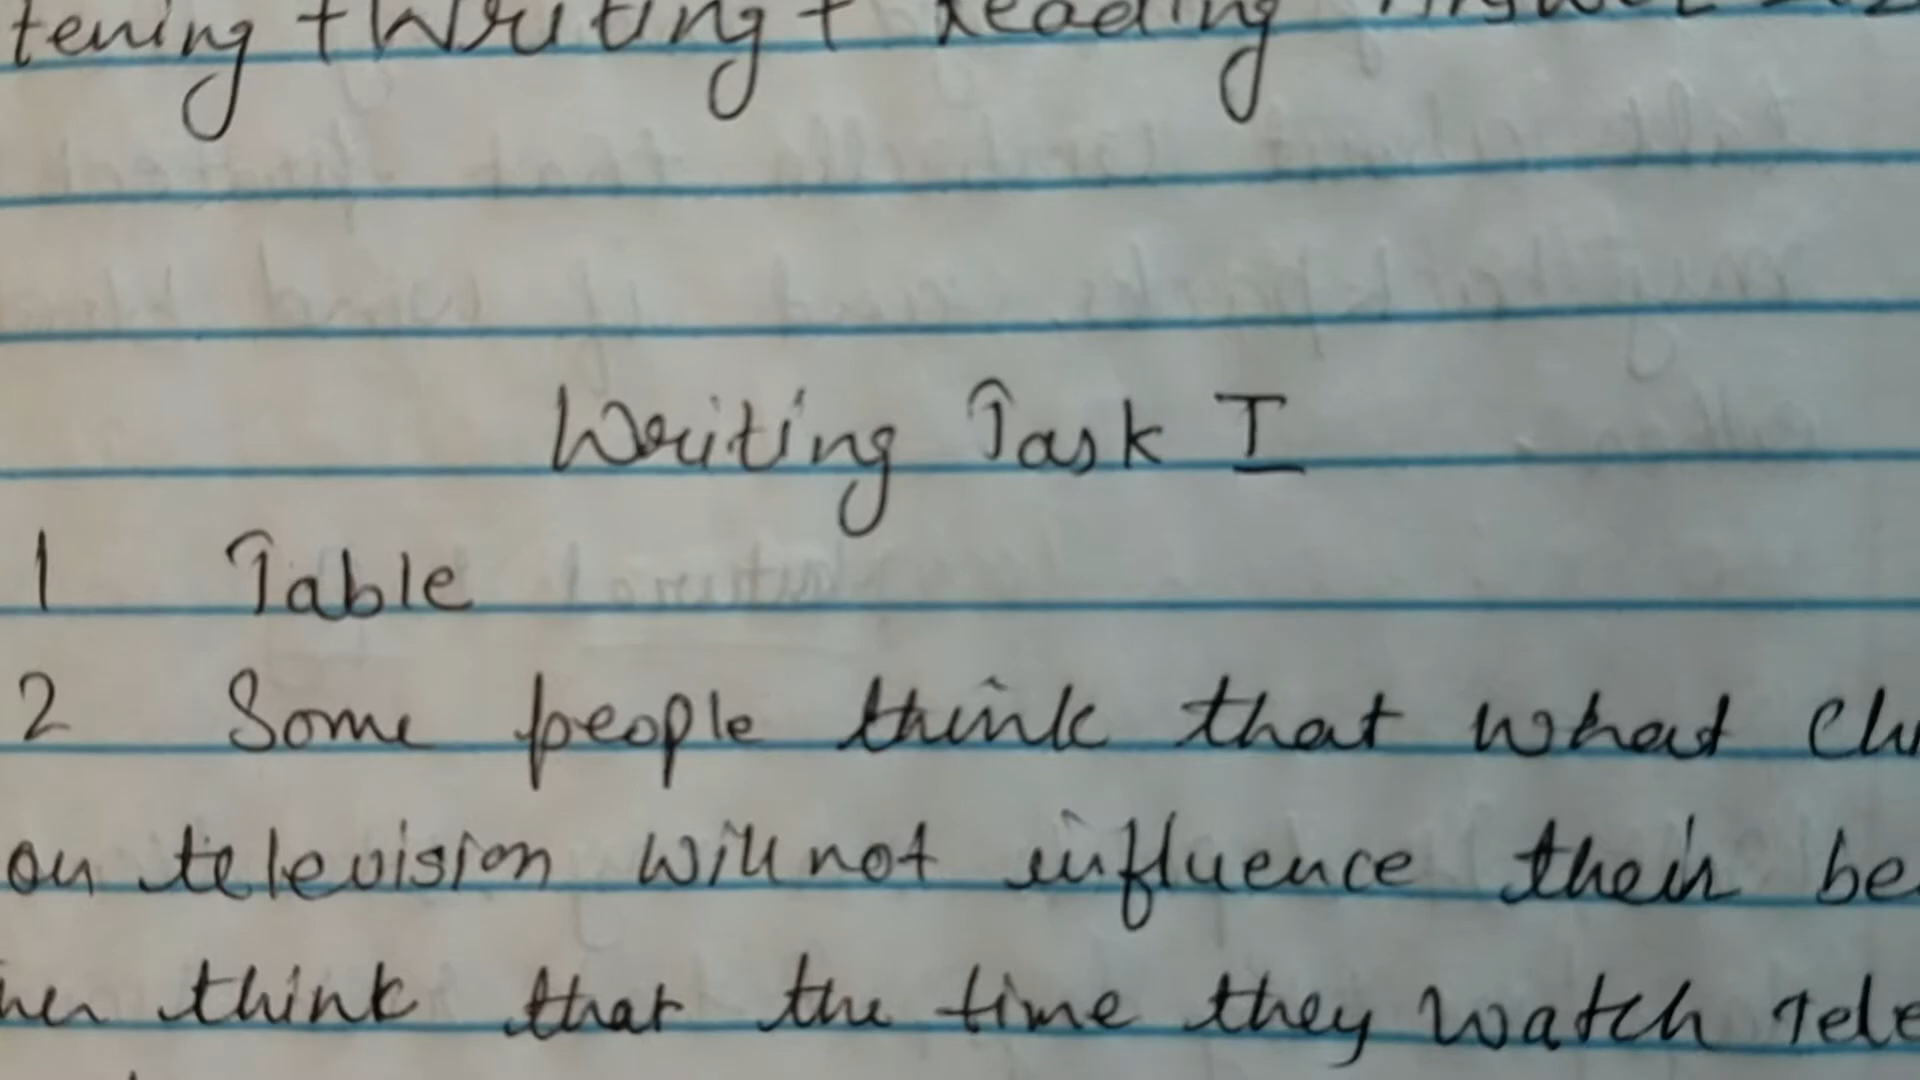 tening + Writing + Reading Answer
Writing Task I
1 Table
2 Some people think that what
on television will not influence their be
think that the time they watch Tele